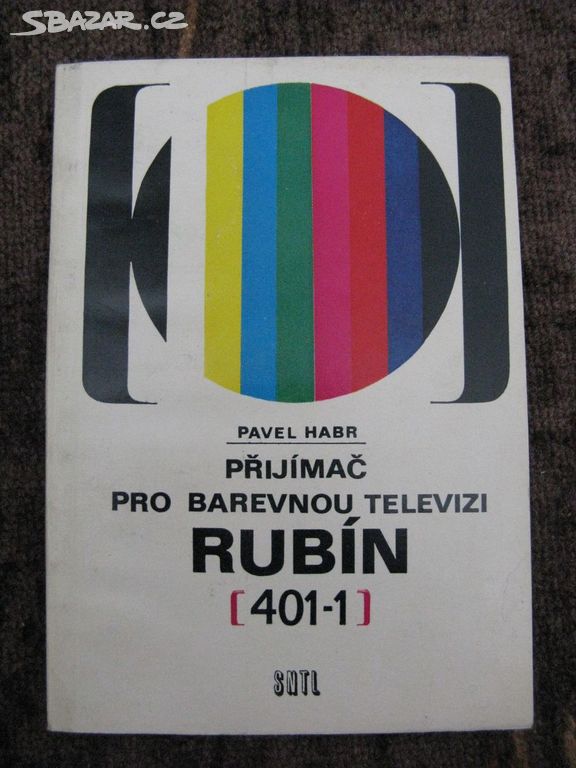 SBAZAR.CZ
PAVEL HABR
PŘIJÍMAČ
PRO BAREVNOU TELEVIZI
RUBÍN
[401-1]
SNTL